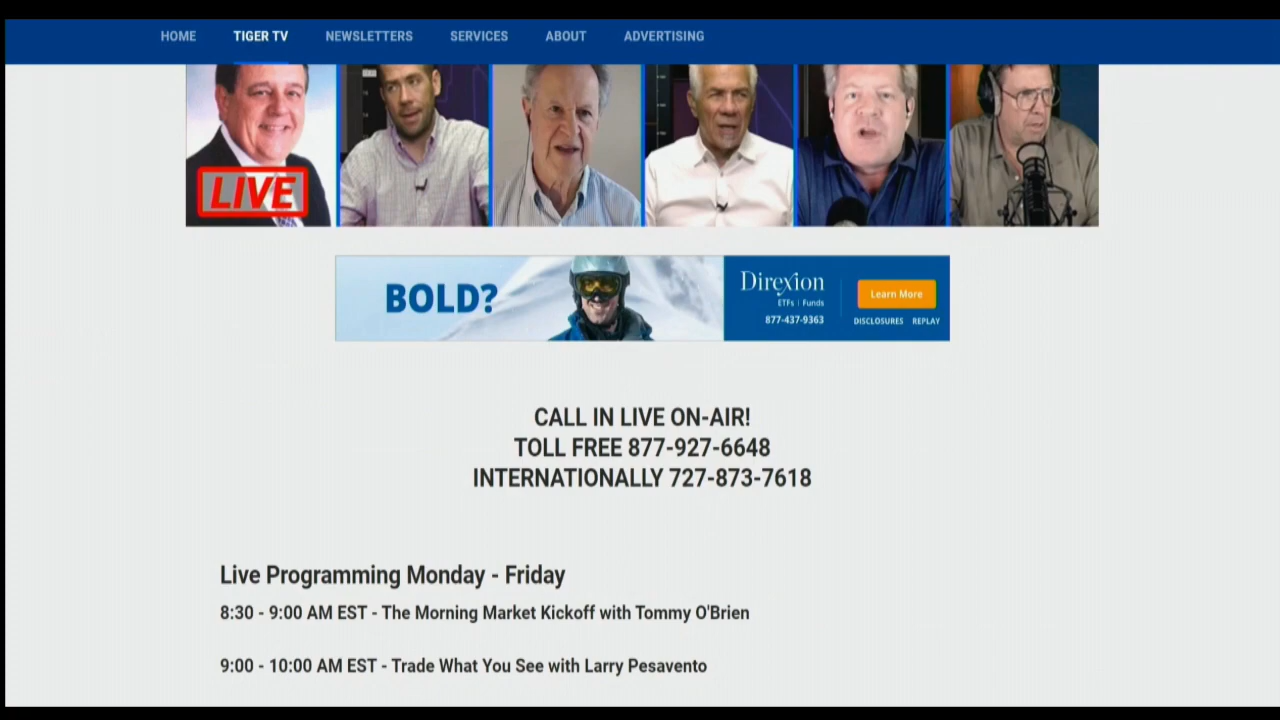 HOME TIGER TV NEWSLETTERS SERVICES ABOUT ADVERTISING
LIVE
BOLD?
Direxion
ETFs | Funds
877-437-9363
Learn More
DISCLOSURES REPLAY
CALL IN LIVE ON-AIR!
TOLL FREE 877-927-6648
INTERNATIONALLY 727-873-7618
Live Programming Monday - Friday
8:30 - 9:00 AM EST - The Morning Market Kickoff with Tommy O'Brien
9:00 - 10:00 AM EST - Trade What You See with Larry Pesavento